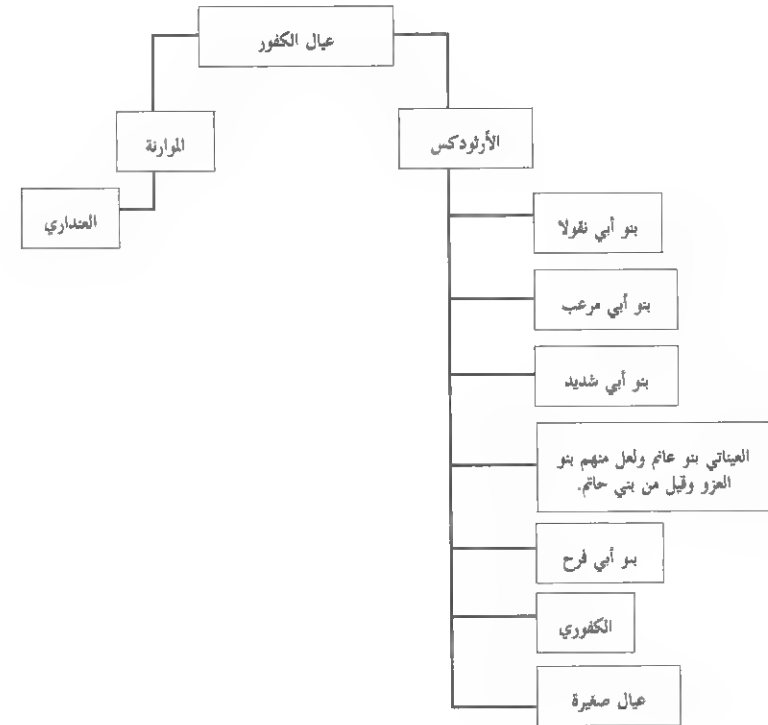 عيال الكفور
الأرثودكس
الموارنة
العنداري
بنو أبي نقولا
بنو أبي مرعب
بنو أبي شديد
العيناتي بنو غانم ولعل منهم بنو
العزو وقيل من بني حاتم.
بنو أبي فرح
الكفوري
عيال صغيرة